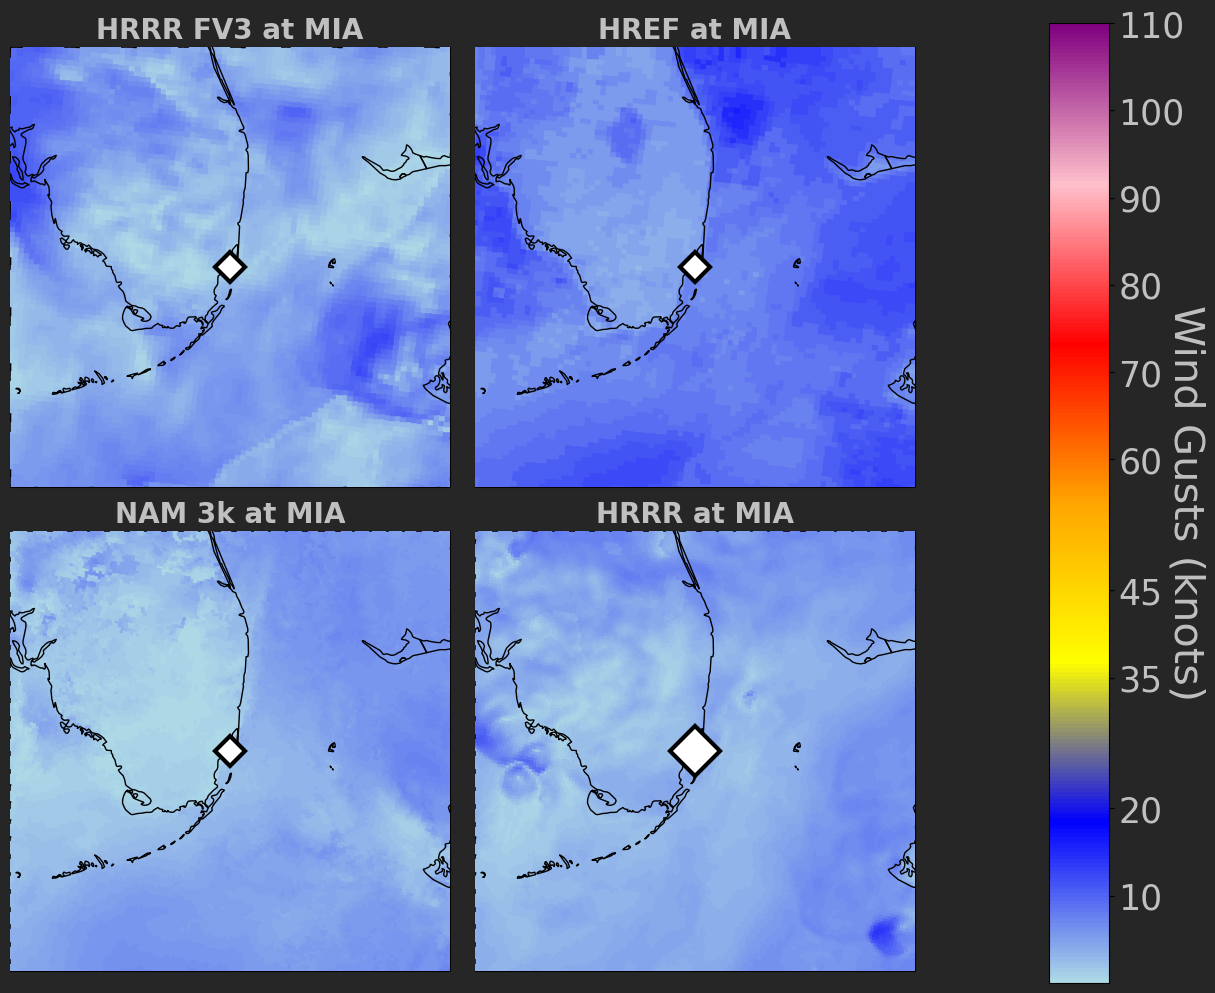 HRRR FV3 at MIA
HREF at MIA
NAM 3k at MIA
HRRR at MIA
110
100
90
80
70
60
45
35
20
10
Wind Gusts (knots)